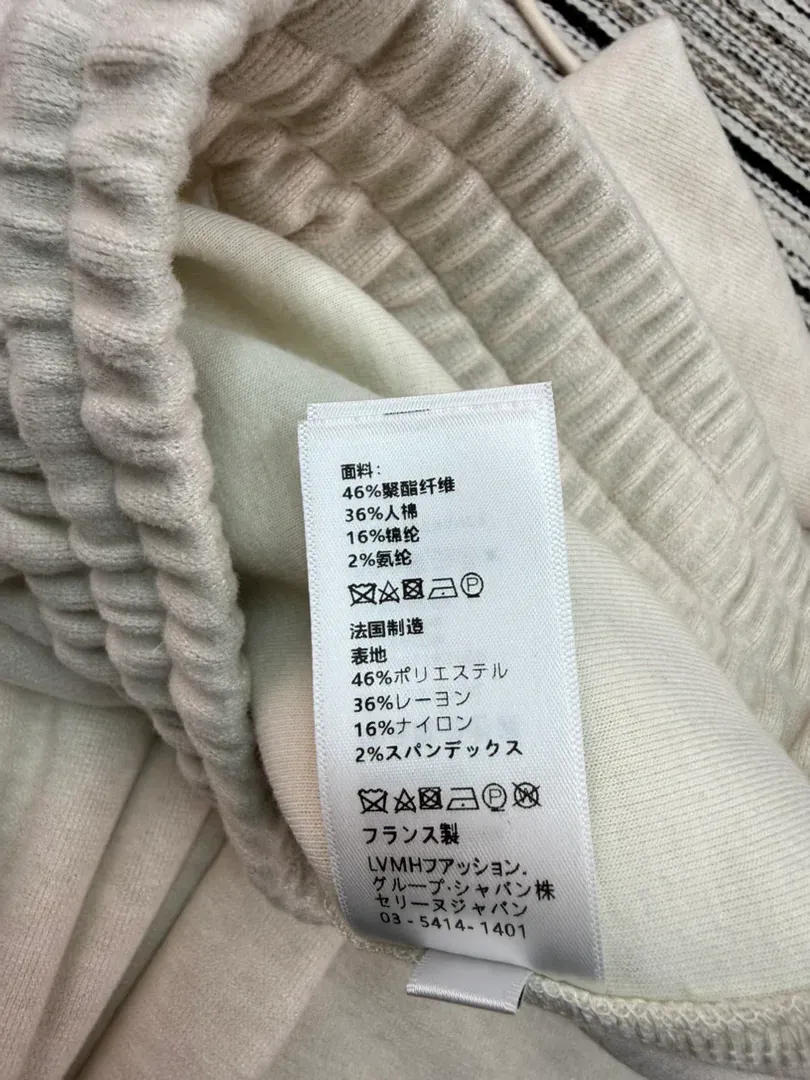 面料:
46%聚酯纤维
36%人棉
16%锦纶
2%氨纶
P
法国制造
表地
46%ポリエステル
36%レーヨン
16%ナイロン
2%スパンデックス
P W
フランス製
LVMHファッション.
グループ·シャパン株
セリーヌジャパン
03-5414-1401